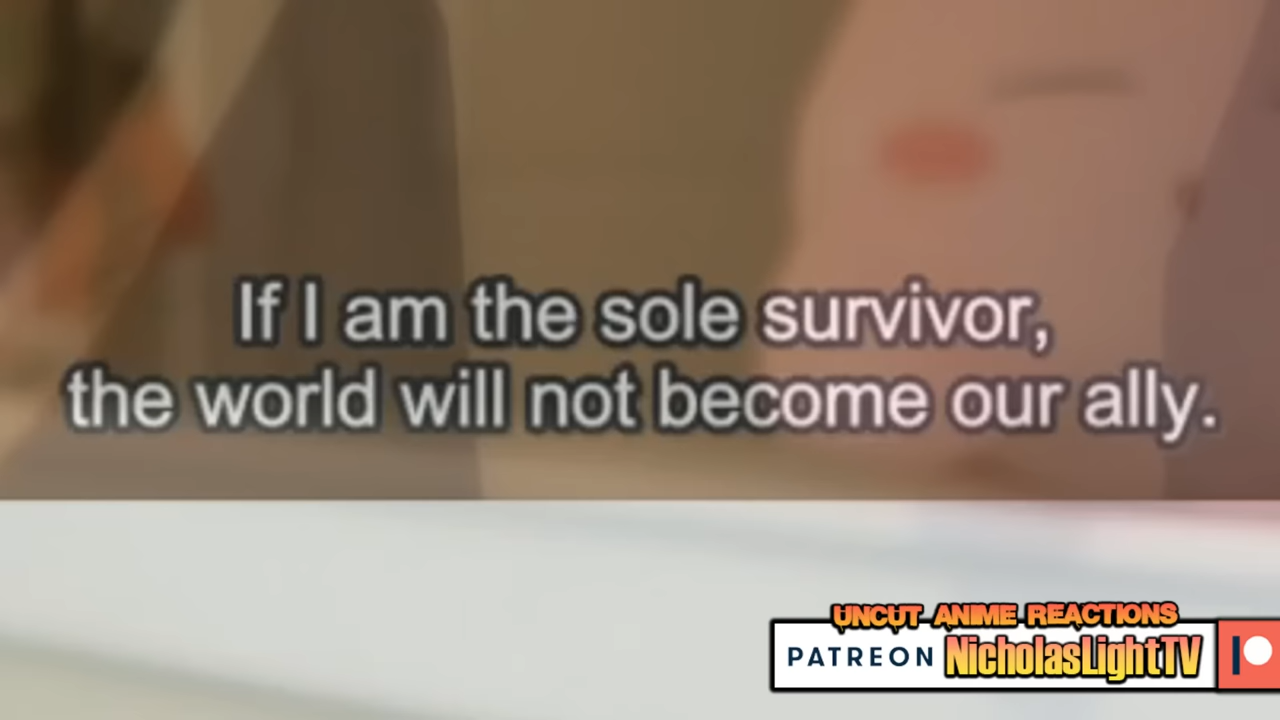 If I am the sole survivor,
the world will not become our ally.
UNCUT ANIME REACTIONS
PATREON NicholasLightTV